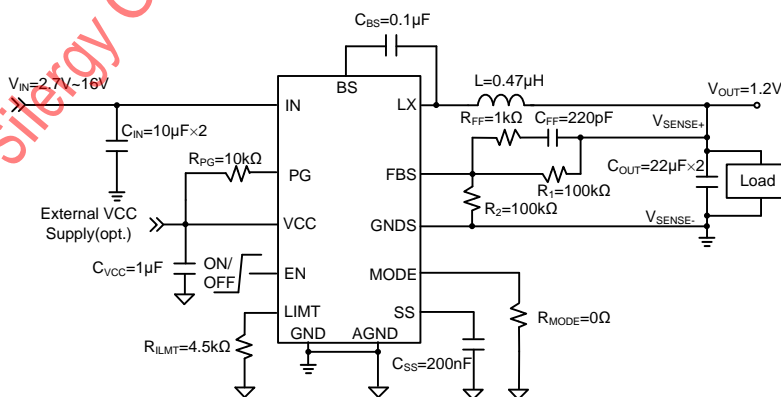 Silergy C
C_BS=0.1μF
V_IN=2.7V~16V
BS
IN
LX
L=0.47μH
V_OUT=1.2V
C_IN=10μF×2
R_FF=1kΩ
C_FF=220pF
V_SENSE+
R_PG=10kΩ
PG
FBS
R_1=100kΩ
C_OUT=22μF×2
Load
R_2=100kΩ
External VCC
Supply(opt.)
VCC
GNDS
V_SENSE-
C_VCC=1μF
ON/
OFF
EN
MODE
LIMT
SS
R_MODE=0Ω
R_ILMT=4.5kΩ
GND
AGND
C_SS=200nF